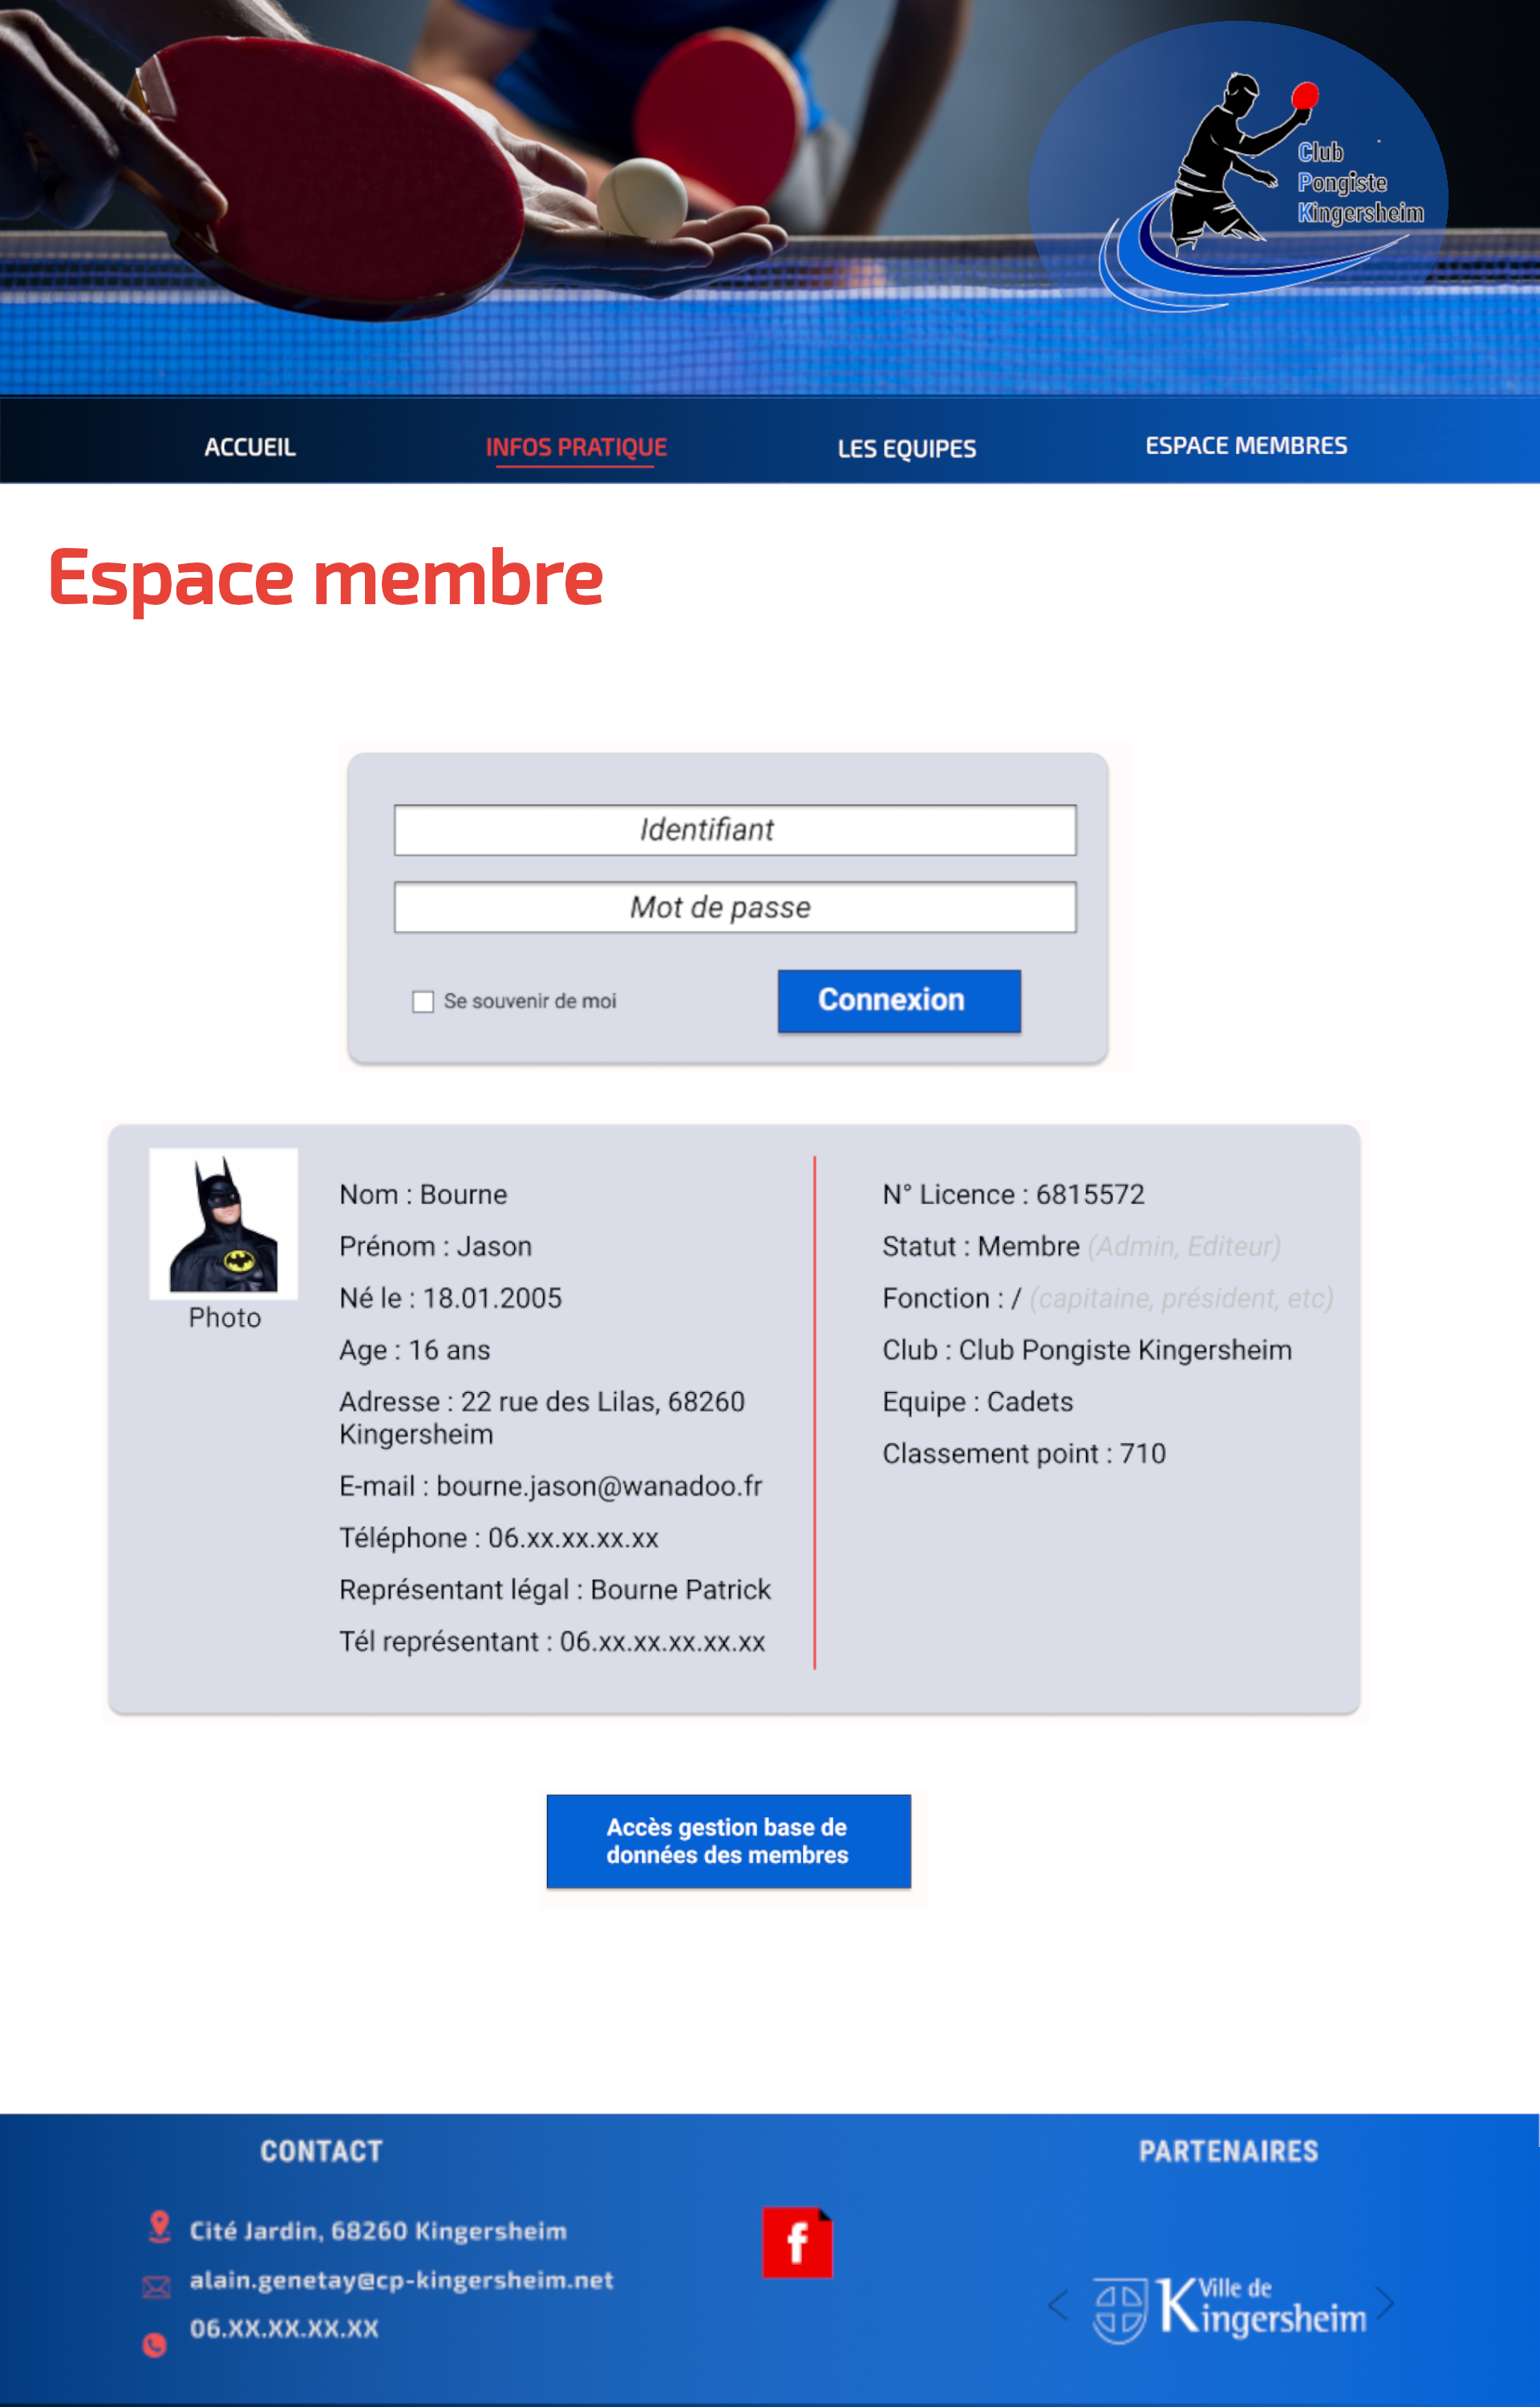 Club
Pongiste
Kingersheim
ACCUEIL
INFOS PRATIQUE
LES EQUIPES
ESPACE MEMBRES
Espace membre
Identifiant
Mot de passe
Se souvenir de moi
Connexion
Photo
Nom : Bourne
Prénom : Jason
Né le : 18.01.2005
Age : 16 ans
Adresse : 22 rue des Lilas, 68260
Kingersheim
E-mail : bourne.jason@wanadoo.fr
Téléphone : 06.xx.xx.xx.xx
Représentant légal : Bourne Patrick
Tél représentant : 06.xx.xx.xx.xx.xx
N° Licence : 6815572
Statut : Membre (Admin, Editeur)
Fonction : / (capitaine, président, etc)
Club : Club Pongiste Kingersheim
Equipe : Cadets
Classement point : 710
Accès gestion base de
données des membres
CONTACT
Cité Jardin, 68260 Kingersheim
alain.genetay@cp-kingersheim.net
06.XX.XX.XX.XX
f
PARTENAIRES
Ville de
Kingersheim